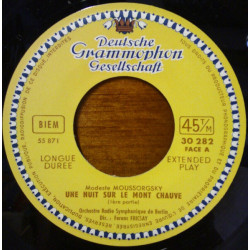 Deutsche
Grammophon
Gesellschaft
BIEM
53 671
45 T/M
30 282
FACE A
LONGUE
DUREE
EXTENDED
PLAY
Modeste MOUSSORGSKY
UNE NUIT SUR LE MONT CHAUVE
(1ère partie)
Orchestre Radio Symphonique de Berlin
Dir. : Ferenc FRICSAY